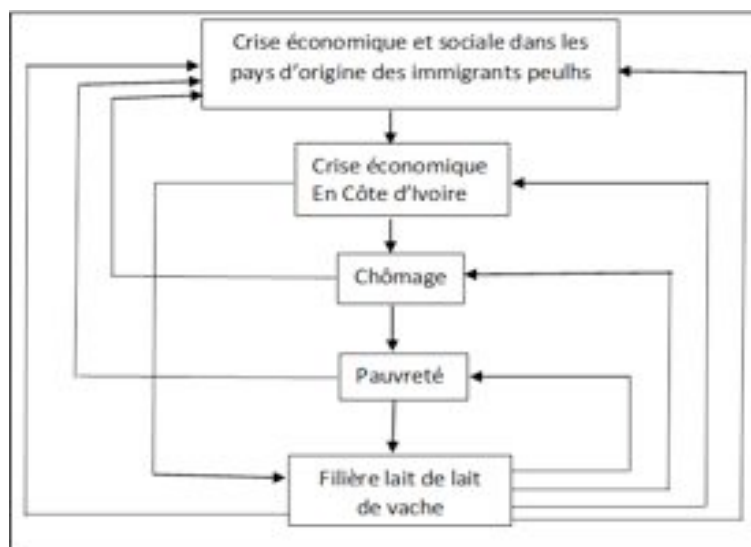 Crise économique et sociale dans les
pays d'origine des immigrants peulhs
Crise économique
En Côte d'Ivoire
Chômage
Pauvreté
Filière lait de lait
de vache